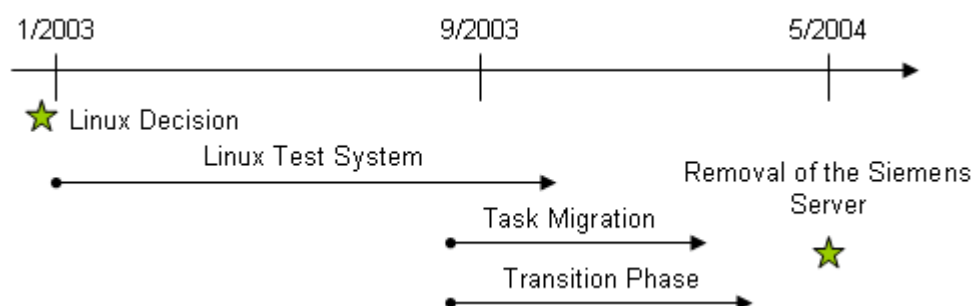 1/2003
9/2003
5/2004
Linux Decision
Linux Test System
Removal of the Siemens
Server
Task Migration
Transition Phase